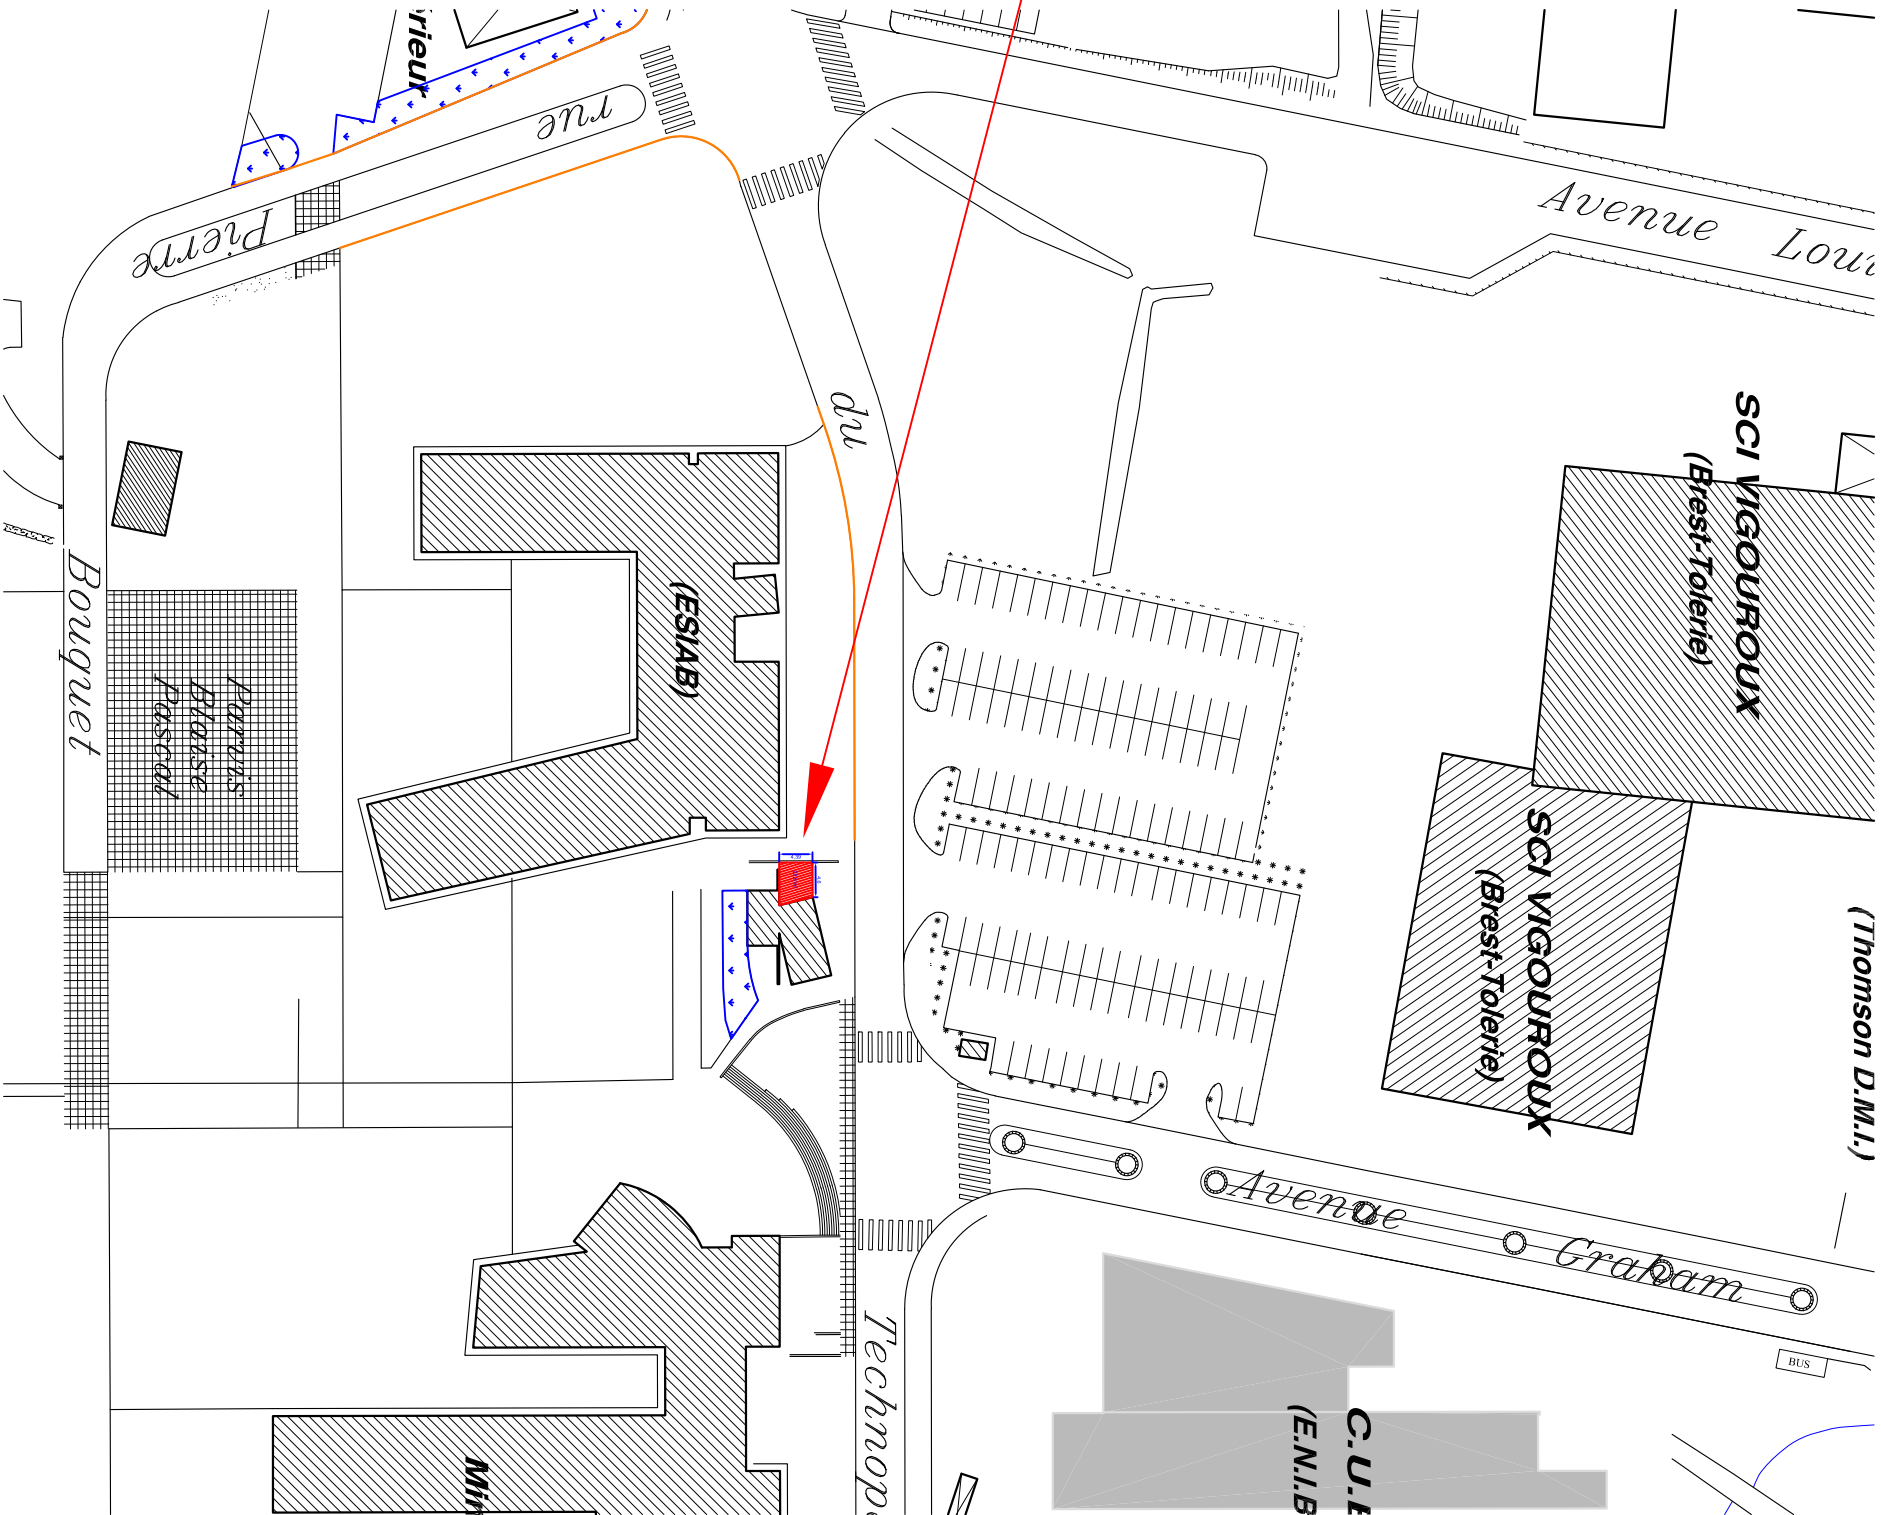 rieur
rue
Pierre
Avenue Loui
du
SCI VIGOUROUX
(Brest-Tolerie)
Bouquet
(ESIAB)
Parvis
Blaise
Pascal
SCI VIGOUROUX
(Brest-Tolerie)
(Thomson D.M.I.)
Avenue
Graham
BUS
Technop
C.U.
(E.N.I.B